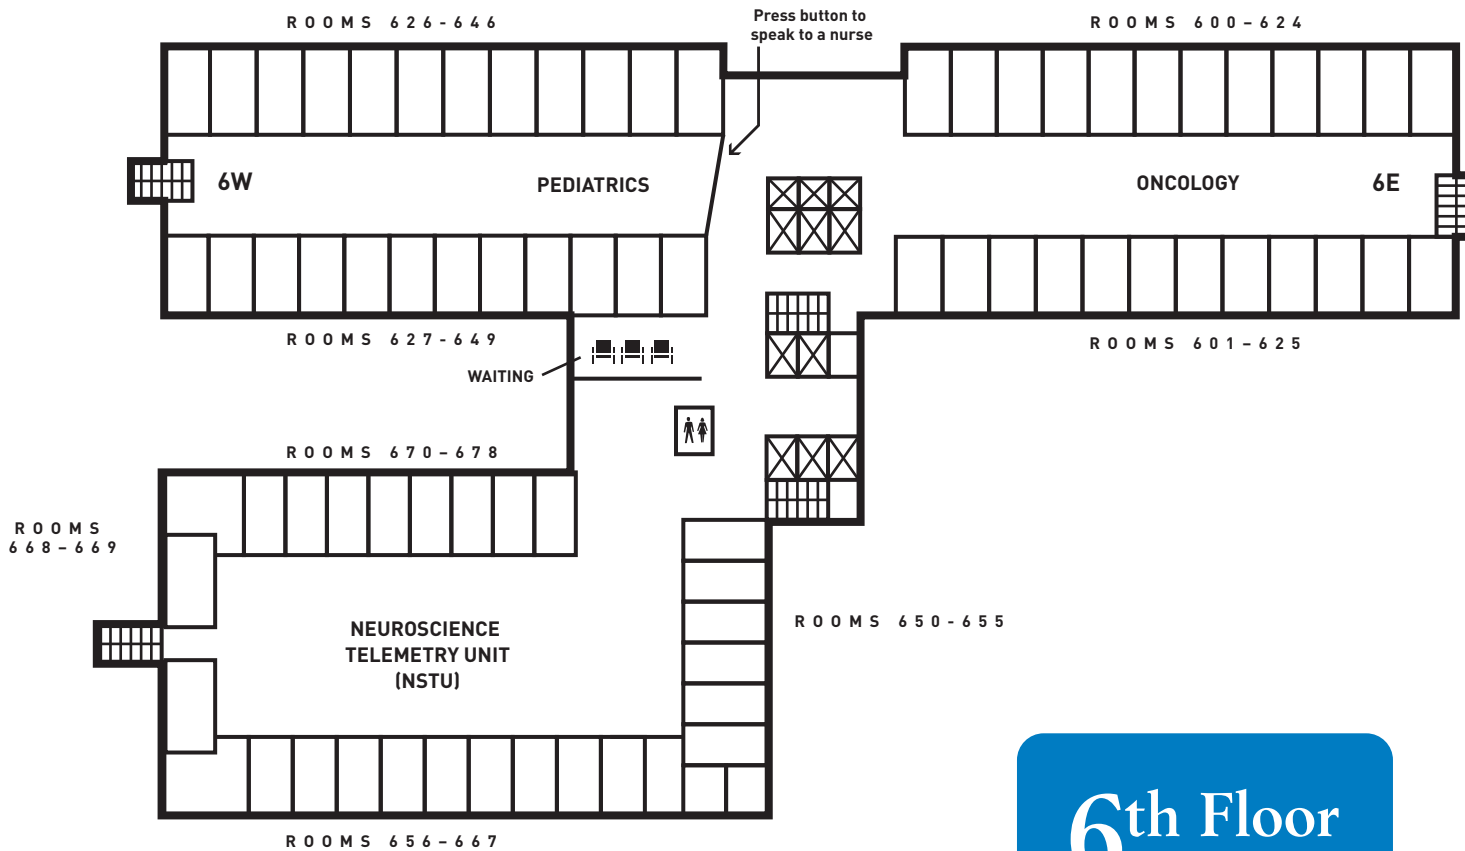 ROOMS 626-646
Press button to
speak to a nurse
ROOMS 600–624
6W
PEDIATRICS
ONCOLOGY
6E
ROOMS 627-649
ROOMS 601–625
WAITING
ROOMS 670–678
ROOMS
668–669
NEUROSCIENCE
TELEMETRY UNIT
(NSTU)
ROOMS 650-655
ROOMS 656–667
6th Floor